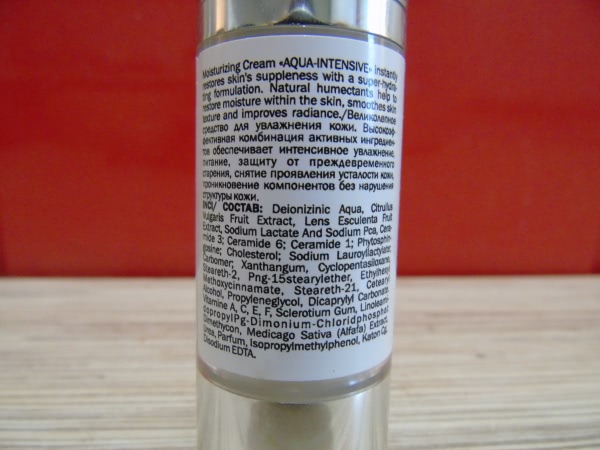 Moisturizing Cream «AQUA-INTENSIVE» instantly
restores skin's suppleness with a super-hydra-
ting formulation. Natural humectants help to
restore moisture within the skin, smoothes skin
texture and improves radiance./Великолепное
средство для увлажнения кожи. Высокоэф-
фективная комбинация активных ингредиен-
тов обеспечивает интенсивное увлажнение,
питание, защиту от преждевременного
старения, снятие проявления усталости кожи,
проникновение компонентов без нарушения
структуры кожи.
INCI/ СОСТАВ: Deionizinic Aqua, Citrullus
Vulgaris Fruit Extract, Lens Esculenta Fruit
Extract, Sodium Lactate And Sodium Pca, Cera-
mide 3; Ceramide 6; Ceramide 1; Phytosphin-
gosine; Cholesterol; Sodium Lauroyllactylate;
Carbomer; Xanthangum, Cyclopentasiloxane,
Steareth-2, Png-15stearylether, Ethylhexyl
Methoxycinnamate, Steareth-21, Cetearyl
Alcohol, Propyleneglycol, Dicaprylyl Carbonate,
Vitamine A, C, E, F, Sclerotium Gum, Linoleami-
dopropylPg-Dimonium-Chloridphosphat,
Dimethycon, Medicago Sativa (Alfafa) Extract,
Urea, Parfum, Isopropylmethylphenol, Katon Cg,
Disodium EDTA.